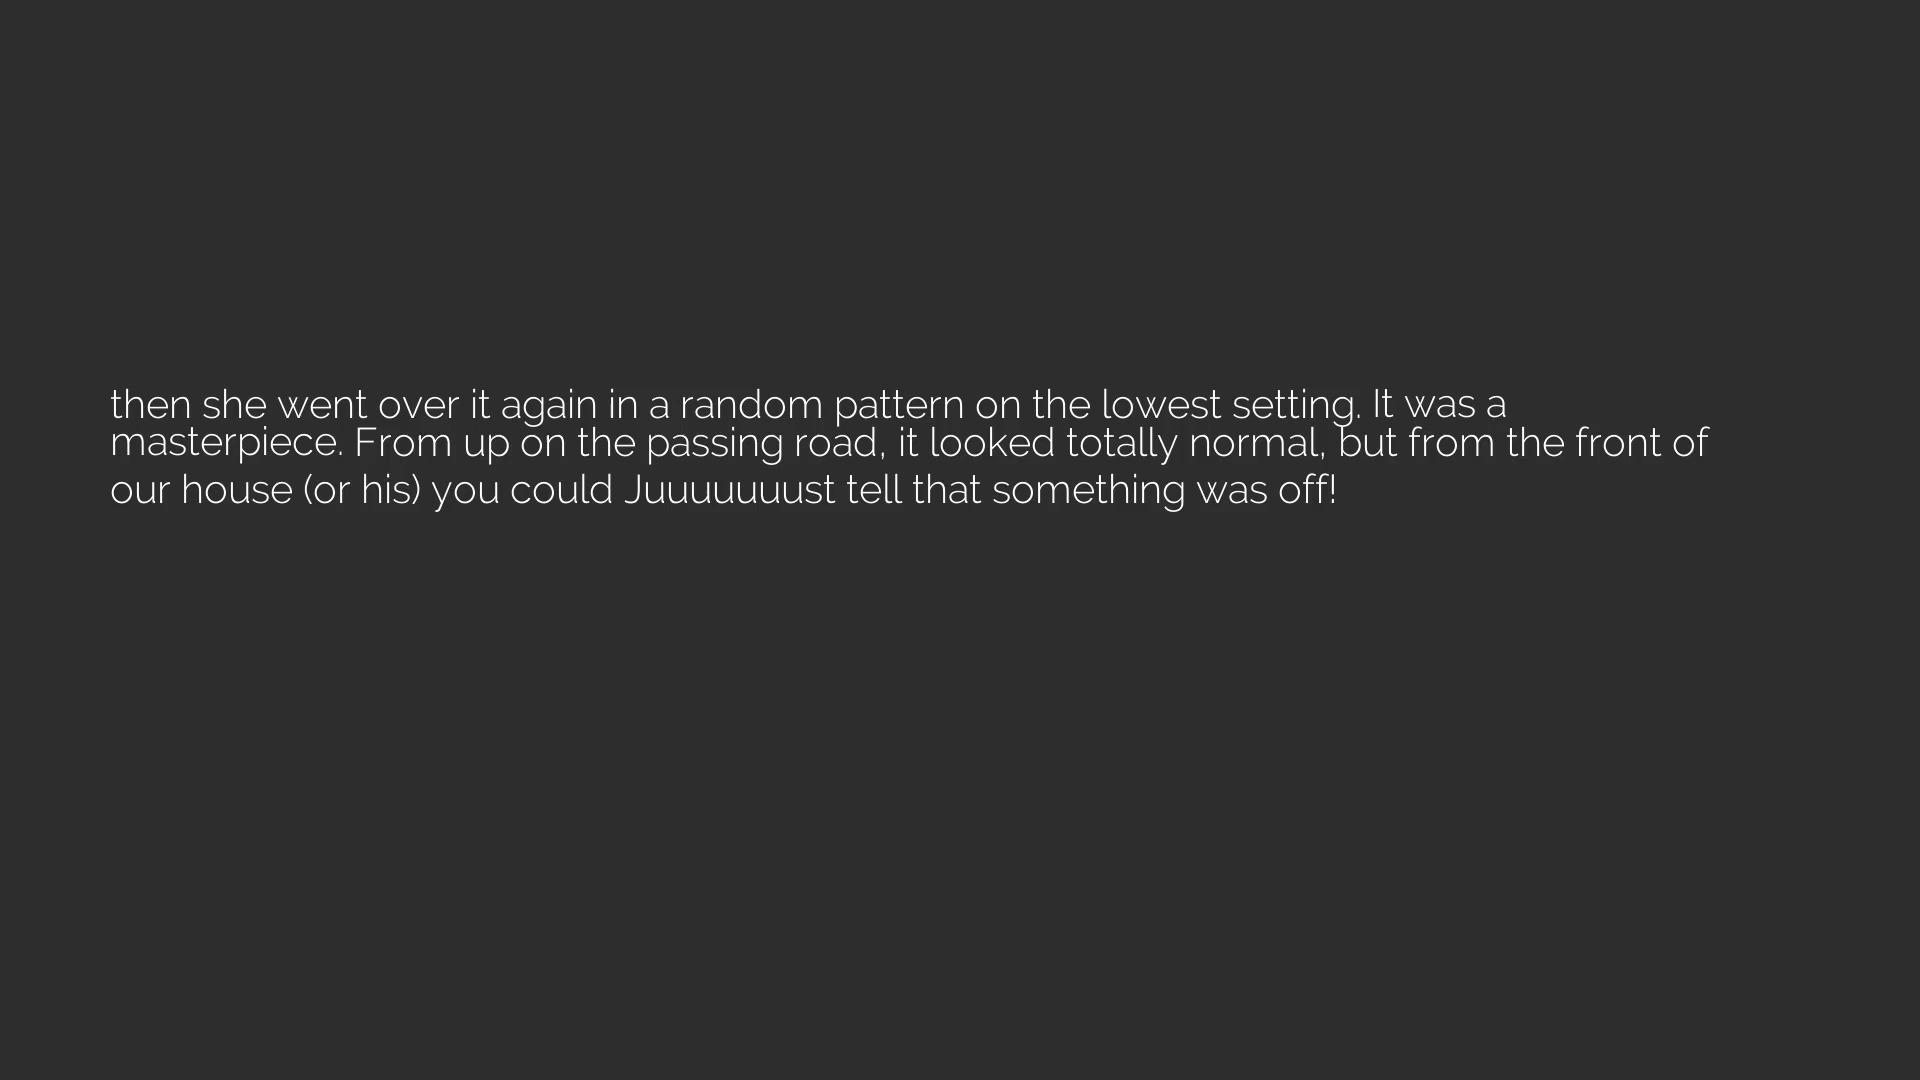 then she went over it again in a random pattern on the lowest setting. It was a
masterpiece. From up on the passing road, it looked totally normal, but from the front of
our house (or his) you could Juuuuuuust tell that something was off!